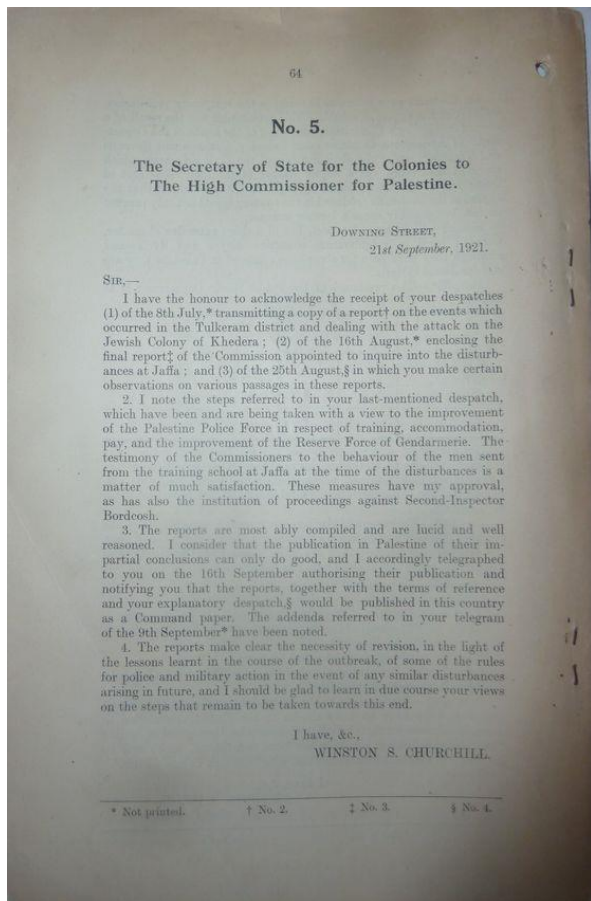 64
No. 5.
The Secretary of State for the Colonies to
The High Commissioner for Palestine.
Downing Street,
21st September, 1921.
Sir,—
I have the honour to acknowledge the receipt of your despatches
(1) of the 8th July,* transmitting a copy of a report† on the events which
occurred in the Tulkeram district and dealing with the attack on the
Jewish Colony of Khedera ; (2) of the 16th August,* enclosing the
final report‡ of the Commission appointed to inquire into the disturb-
ances at Jaffa ; and (3) of the 25th August,§ in which you make certain
observations on various passages in these reports.
2. I note the steps referred to in your last-mentioned despatch,
which have been and are being taken with a view to the improvement
of the Palestine Police Force in respect of training, accommodation,
pay, and the improvement of the Reserve Force of Gendarmerie. The
testimony of the Commissioners to the behaviour of the men sent
from the training school at Jaffa at the time of the disturbances is a
matter of much satisfaction. These measures have my approval,
as has also the institution of proceedings against Second-Inspector
Bordcosh.
3. The reports are most ably compiled and are lucid and well
reasoned. I consider that the publication in Palestine of their im-
partial conclusions can only do good, and I accordingly telegraphed
to you on the 16th September authorising their publication and
notifying you that the reports, together with the terms of reference
and your explanatory despatch,§ would be published in this country
as a Command paper. The addenda referred to in your telegram
of the 9th September* have been noted.
4. The reports make clear the necessity of revision, in the light of
the lessons learnt in the course of the outbreak, of some of the rules
for police and military action in the event of any similar disturbances
arising in future, and I should be glad to learn in due course your views
on the steps that remain to be taken towards this end.
I have, &c.,
WINSTON S. CHURCHILL.
* Not printed. † No. 2. ‡ No. 3. § No. 4.